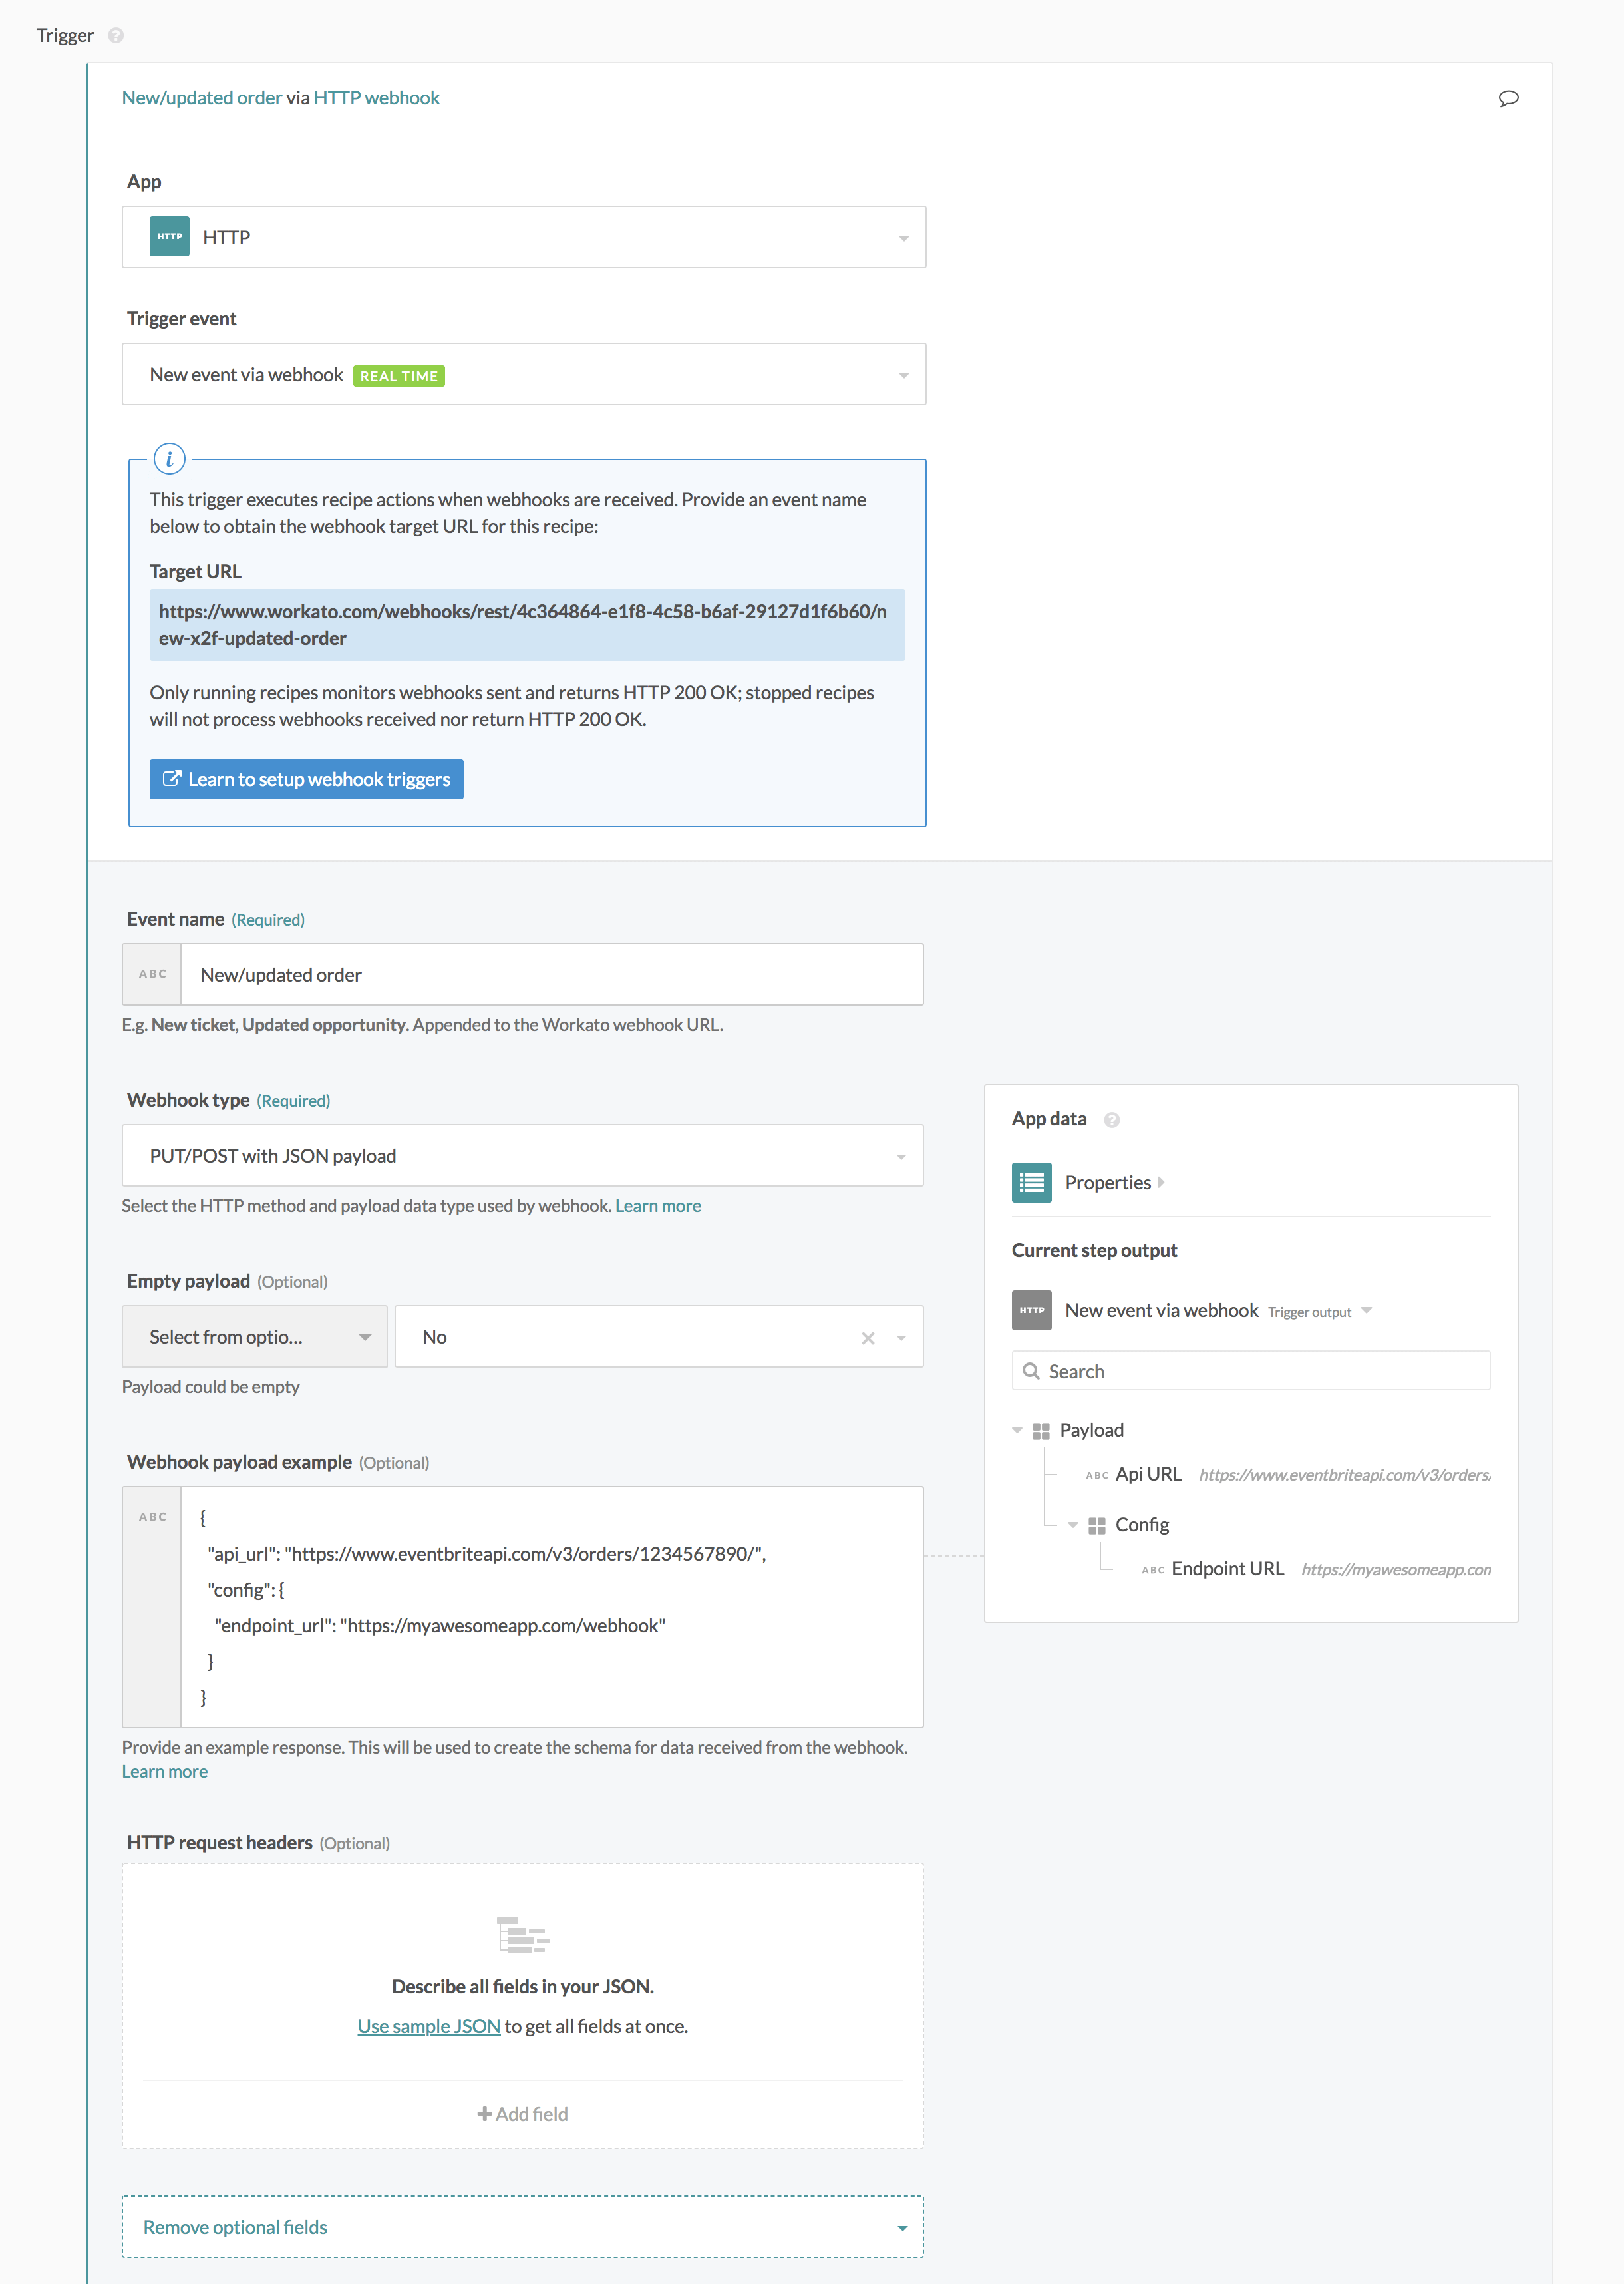 Trigger ?
New/updated order via HTTP webhook
App
HTTP HTTP
Trigger event
New event via webhook REAL TIME
i
This trigger executes recipe actions when webhooks are received. Provide an event name
below to obtain the webhook target URL for this recipe:
Target URL
https://www.workato.com/webhooks/rest/4c364864-e1f8-4c58-b6af-29127d1f6b60/n
ew-x2f-updated-order
Only running recipes monitors webhooks sent and returns HTTP 200 OK; stopped recipes
will not process webhooks received nor return HTTP 200 OK.
Learn to setup webhook triggers
Event name (Required)
ABC New/updated order
E.g. New ticket, Updated opportunity. Appended to the Workato webhook URL.
Webhook type (Required)
PUT/POST with JSON payload
Select the HTTP method and payload data type used by webhook. Learn more
Empty payload (Optional)
Select from optio... No
Payload could be empty
Webhook payload example (Optional)
ABC {
"api_url": "https://www.eventbriteapi.com/v3/orders/1234567890/",
"config": {
"endpoint_url": "https://myawesomeapp.com/webhook"
}
}
Provide an example response. This will be used to create the schema for data received from the webhook.
Learn more
HTTP request headers (Optional)
Describe all fields in your JSON.
Use sample JSON to get all fields at once.
+ Add field
Remove optional fields
App data ?
Properties
Current step output
HTTP New event via webhook Trigger output
Search
Payload
ABC Api URL https://www.eventbriteapi.com/v3/orders/
Config
ABC Endpoint URL https://myawesomeapp.com